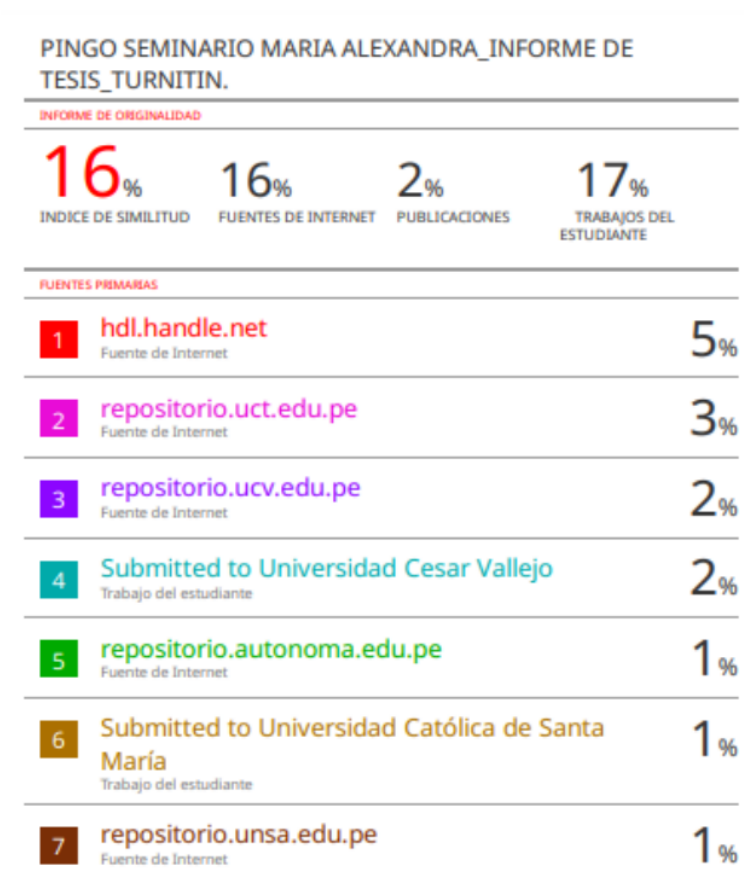 PINGO SEMINARIO MARIA ALEXANDRA_INFORME DE
TESIS_TURNITIN.
INFORME DE ORIGINALIDAD
16% 16% 2% 17%
INDICE DE SIMILITUD FUENTES DE INTERNET PUBLICACIONES TRABAJOS DEL
ESTUDIANTE
FUENTES PRIMARIAS
1 hdl.handle.net 5%
Fuente de Internet
2 repositorio.uct.edu.pe 3%
Fuente de Internet
3 repositorio.ucv.edu.pe 2%
Fuente de Internet
4 Submitted to Universidad Cesar Vallejo 2%
Trabajo del estudiante
5 repositorio.autonoma.edu.pe 1%
Fuente de Internet
6 Submitted to Universidad Católica de Santa 1%
María
Trabajo del estudiante
7 repositorio.unsa.edu.pe 1%
Fuente de Internet